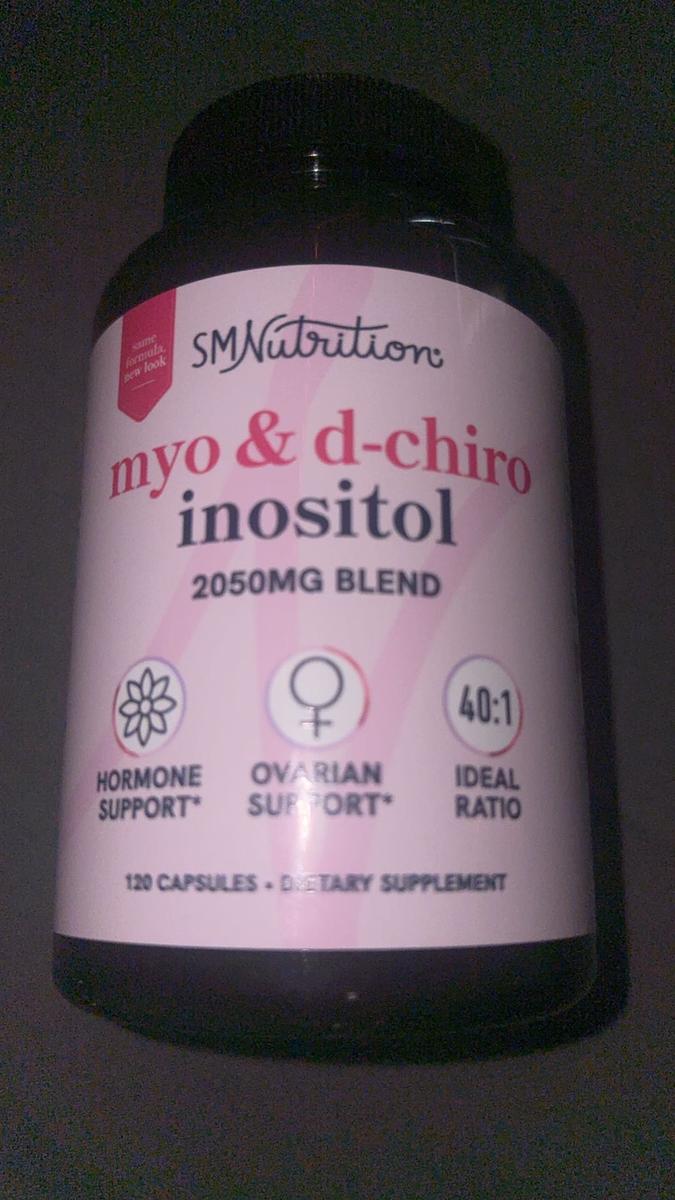 same
formula,
new look
SMNutrition
myo & d-chiro
inositol
2050MG BLEND
40:1
HORMONE
SUPPORT*
OVARIAN
SUPPORT*
IDEAL
RATIO
120 CAPSULES • DIETARY SUPPLEMENT